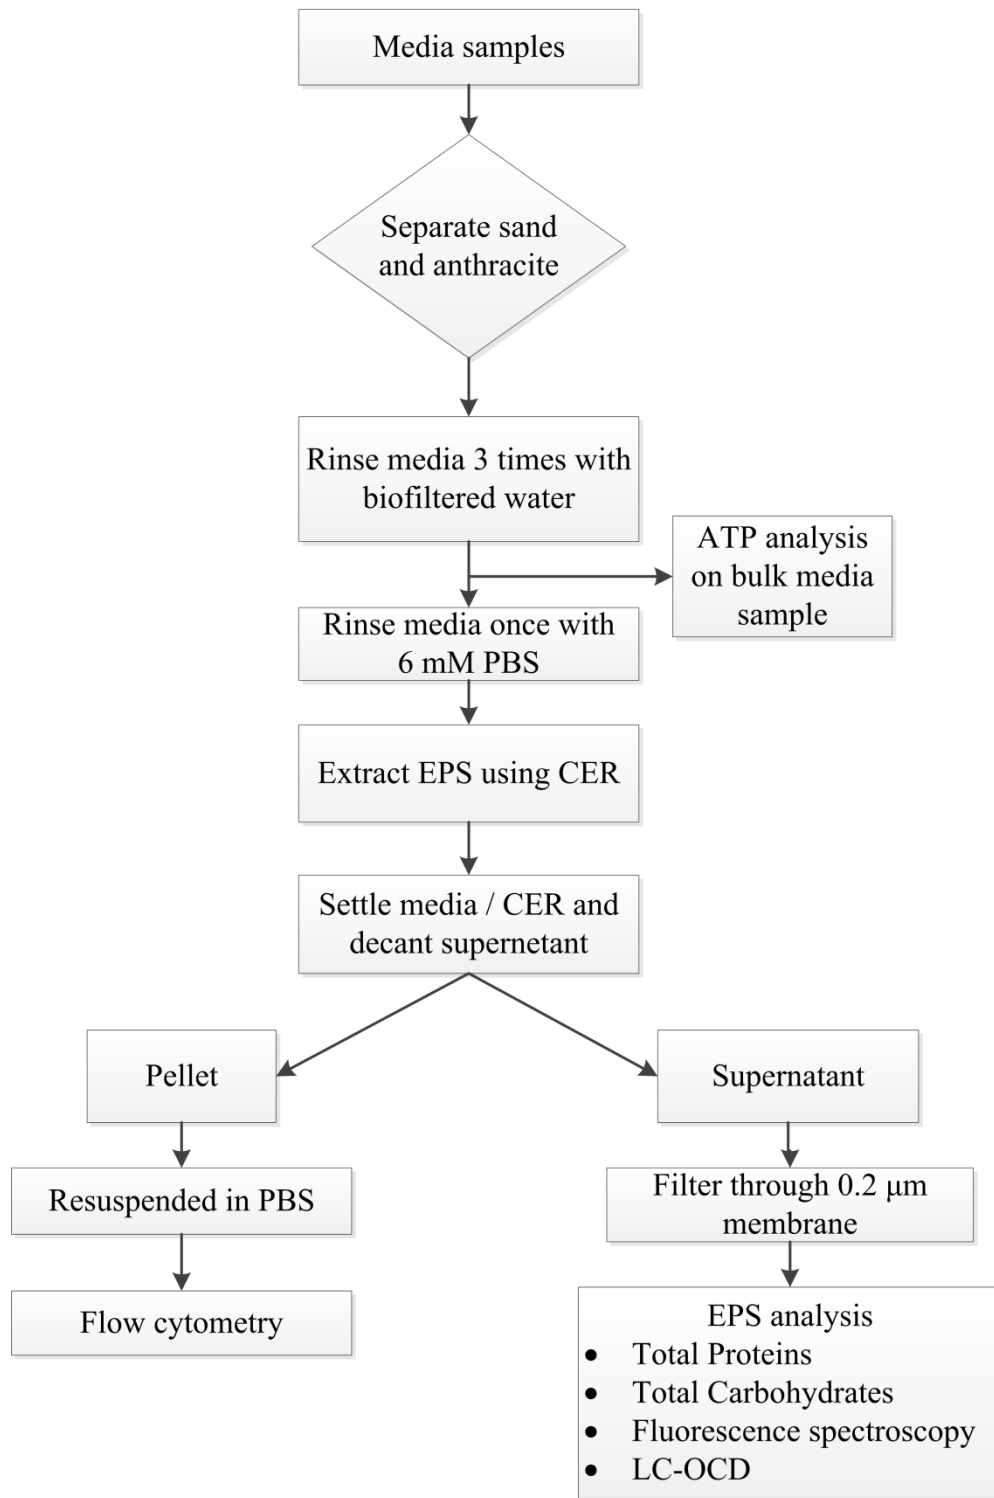 Media samples
Separate sand
and anthracite
Rinse media 3 times with
biofiltered water
ATP analysis
on bulk media
sample
Rinse media once with
6 mM PBS
Extract EPS using CER
Settle media / CER and
decant supernetant
Pellet
Supernatant
Resuspended in PBS
Filter through 0.2 μm
membrane
Flow cytometry
EPS analysis
• Total Proteins
• Total Carbohydrates
• Fluorescence spectroscopy
• LC-OCD